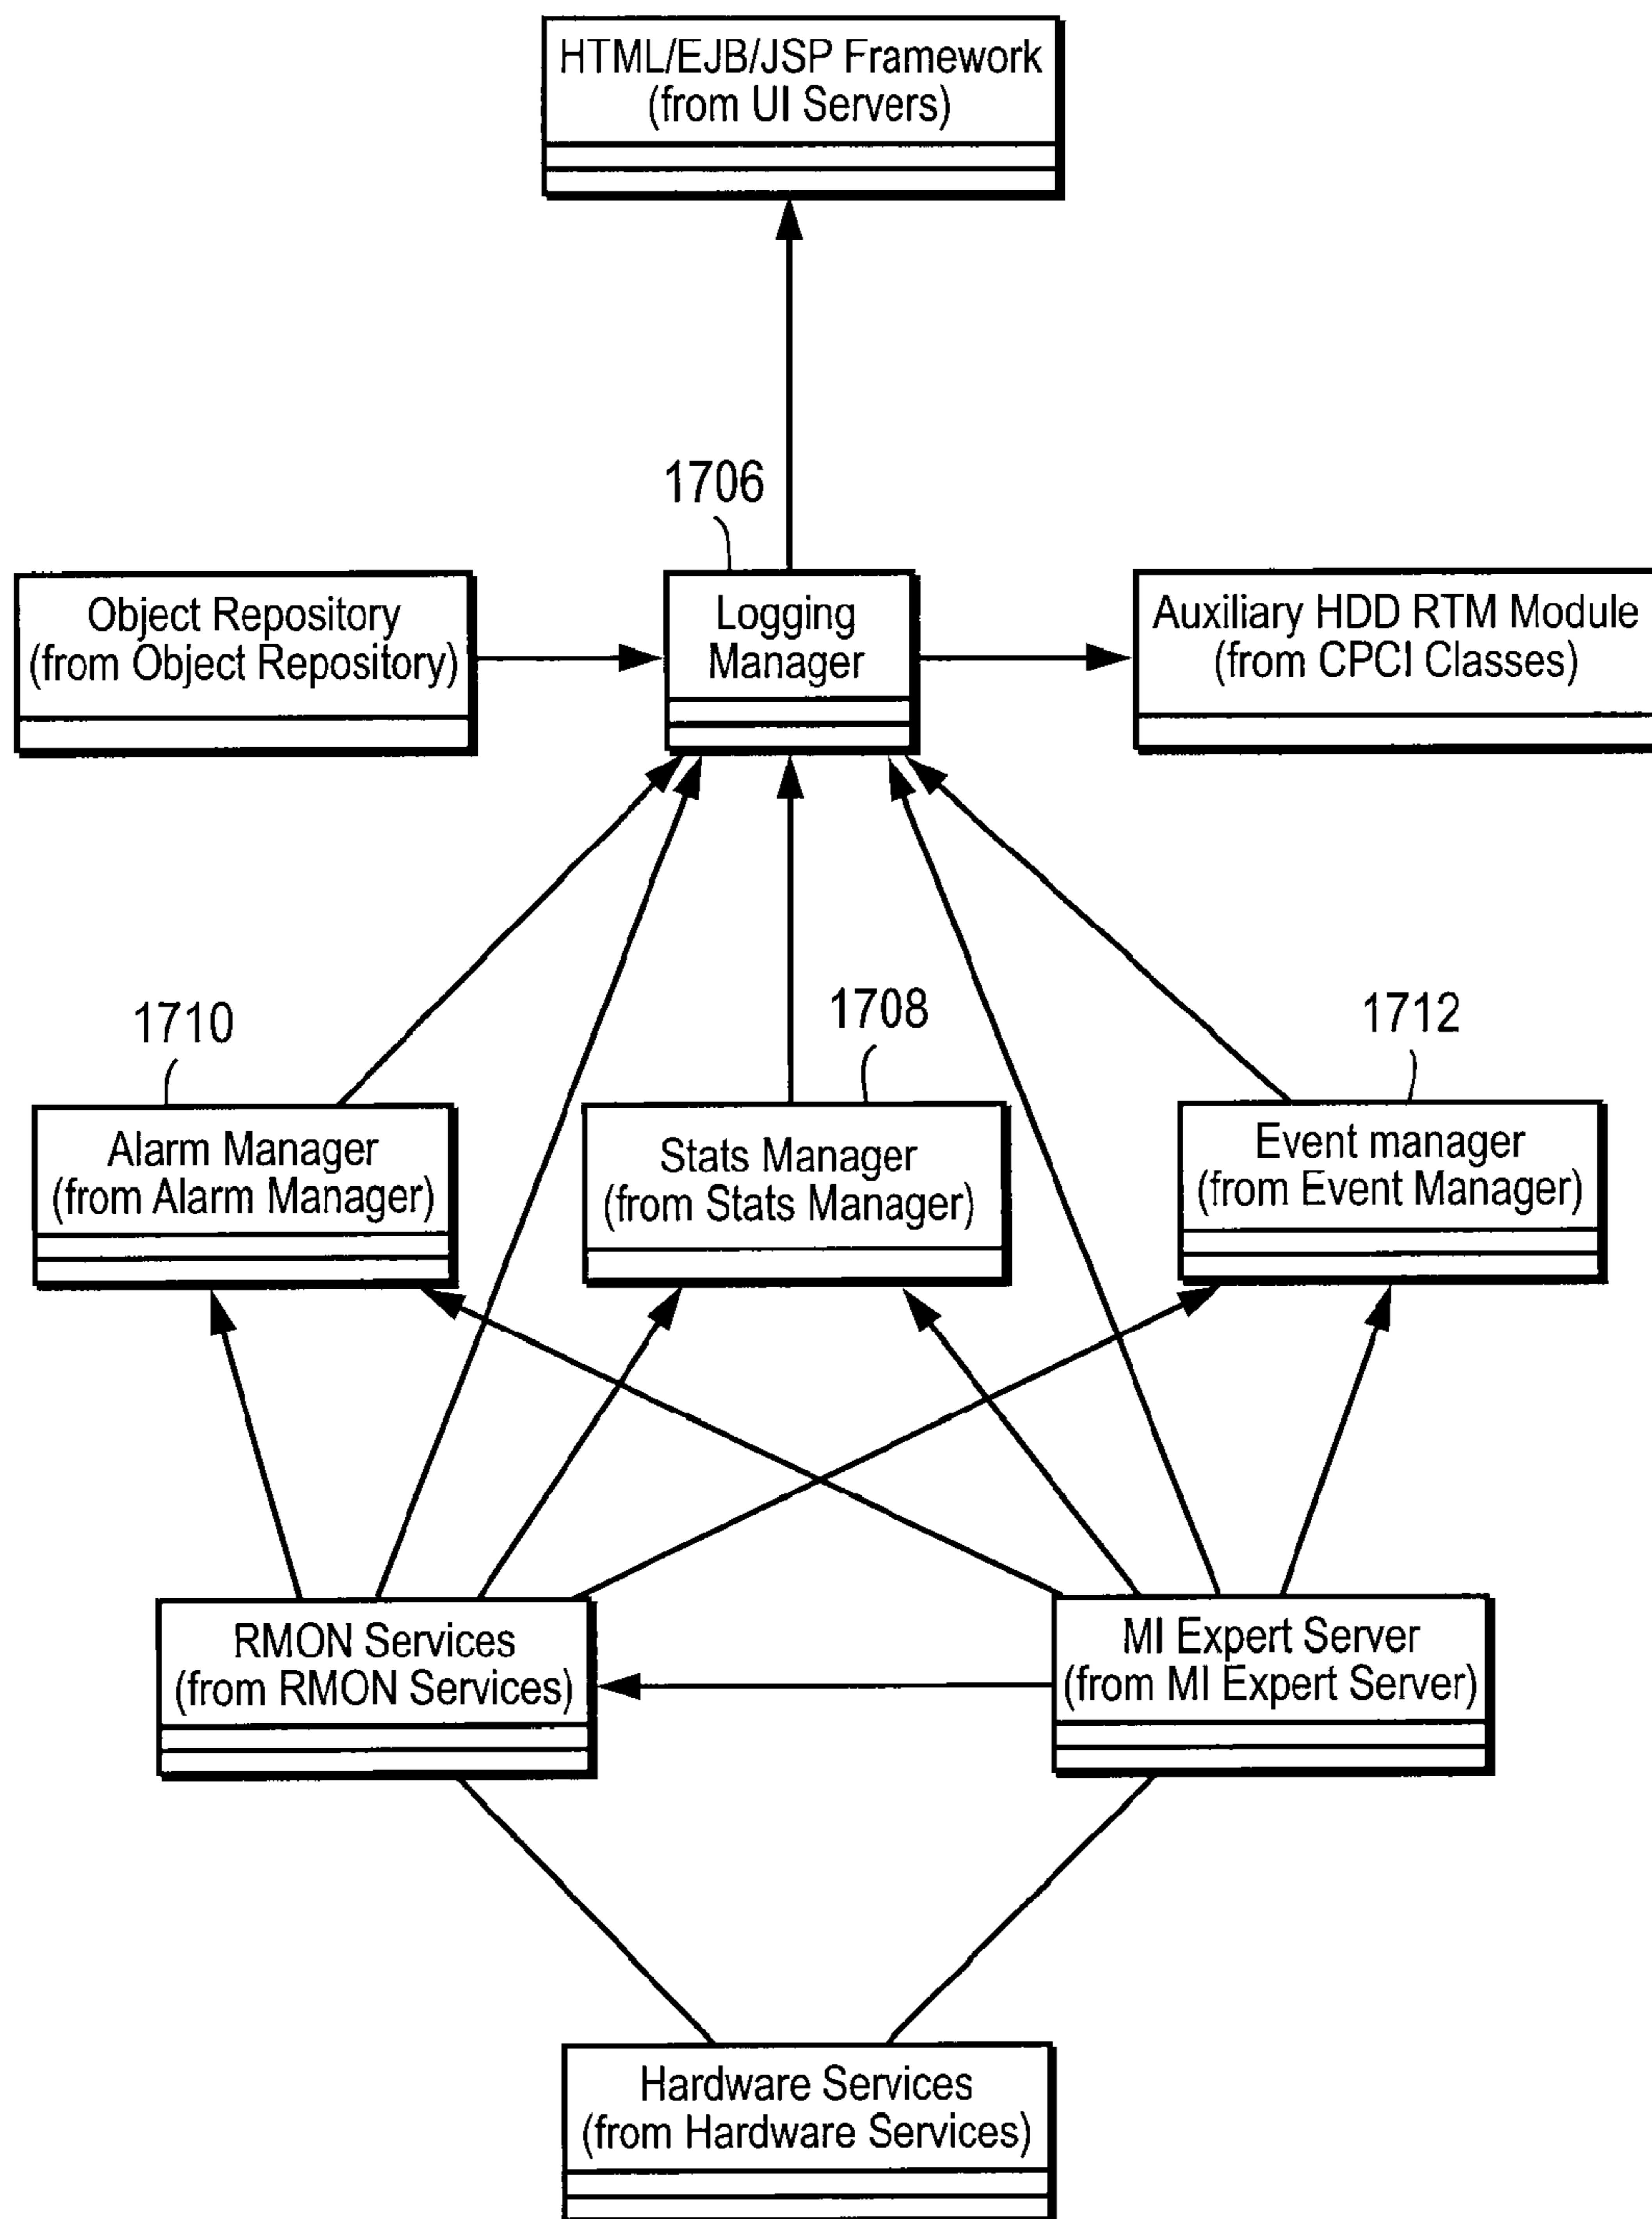 HTML/EJB/JSP Framework
(from UI Servers)
1706
Object Repository
(from Object Repository)
Logging
Manager
Auxiliary HDD RTM Module
(from CPCI Classes)
1710
1708
1712
Alarm Manager
(from Alarm Manager)
Stats Manager
(from Stats Manager)
Event manager
(from Event Manager)
RMON Services
(from RMON Services)
MI Expert Server
(from MI Expert Server)
Hardware Services
(from Hardware Services)